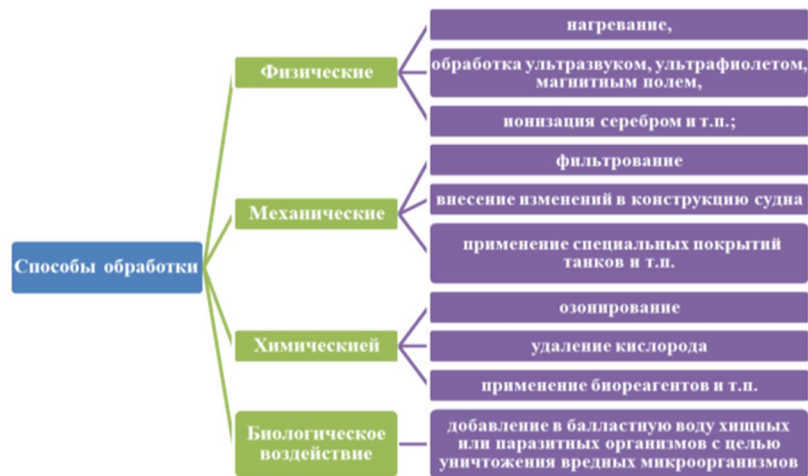 Способы обработки
Физические
нагревание,
обработка ультразвуком, ультрафиолетом,
магнитным полем,
ионизация серебром и т.п.;
Механические
фильтрование
внесение изменений в конструкцию судна
применение специальных покрытий
танков и т.п.
Химическией
озонирование
удаление кислорода
применение биореагентов и т.п.
Биологическое
воздействие
добавление в балластную воду хищных
или паразитных организмов с целью
уничтожения вредных микроорганизмов